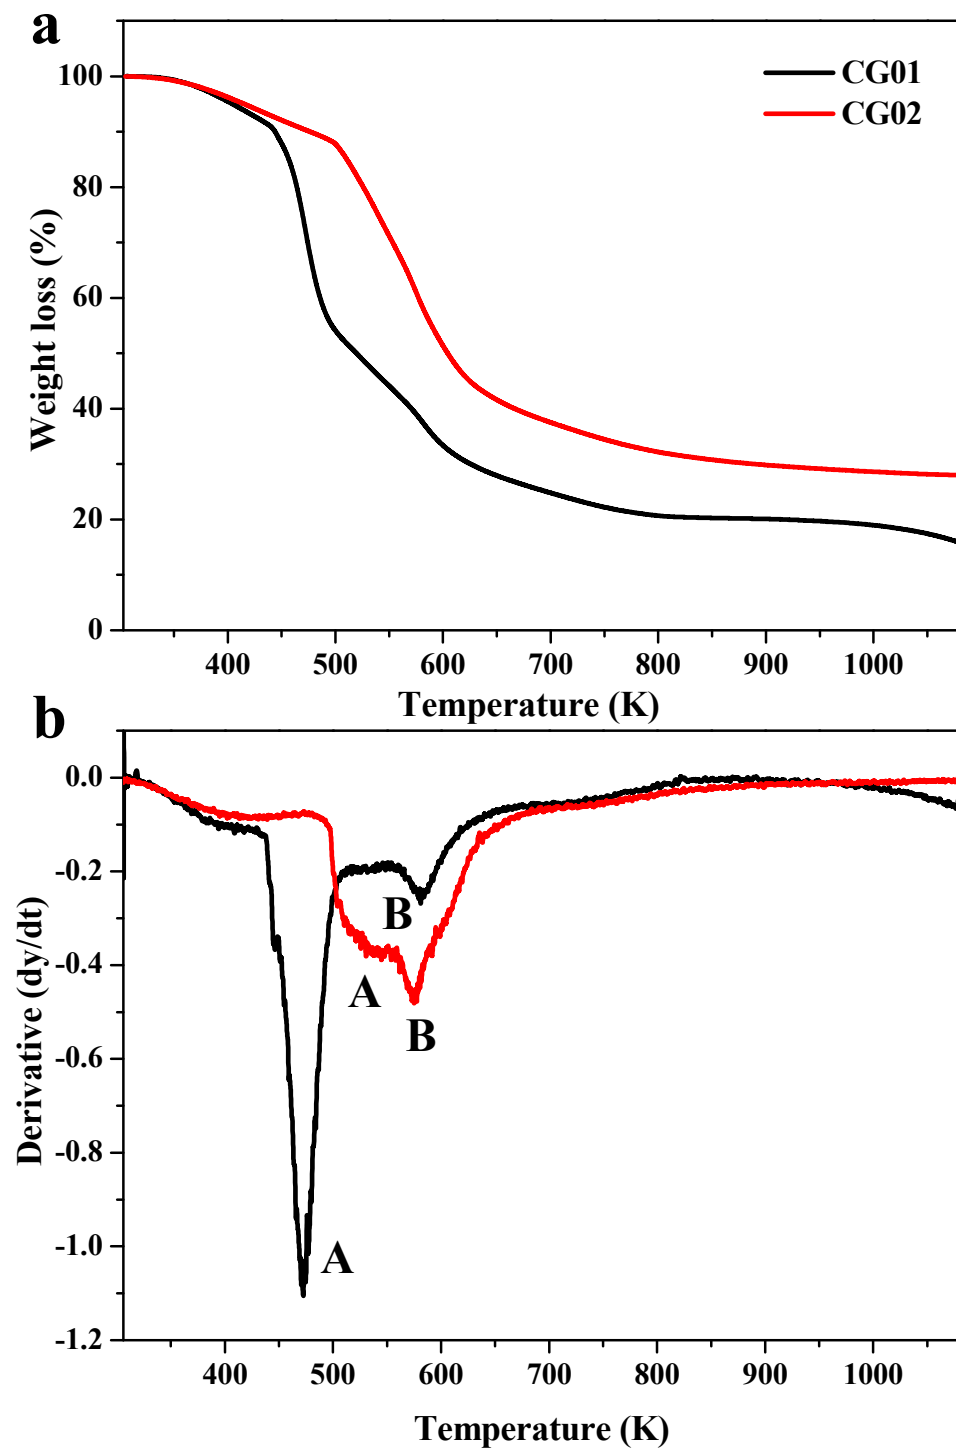 a
CG01
CG02
Weight loss (%)
100
80
60
40
20
0
400 500 600 700 800 900 1000
Temperature (K)
b
Derivative (dy/dt)
0.0
-0.2
-0.4
-0.6
-0.8
-1.0
-1.2
B
A
B
A
400 500 600 700 800 900 1000
Temperature (K)